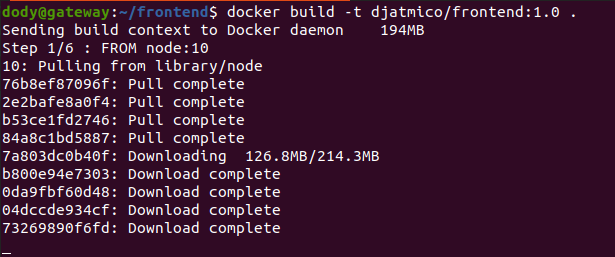 dody@gateway:~/frontend$ docker build -t djatmico/frontend:1.0 .
Sending build context to Docker daemon    194MB
Step 1/6 : FROM node:10
10: Pulling from library/node
76b8ef87096f: Pull complete
2e2bafe8a0f4: Pull complete
b53ce1fd2746: Pull complete
84a8c1bd5887: Pull complete
7a803dc0b40f: Downloading  126.8MB/214.3MB
b800e94e7303: Download complete
0da9fbf60d48: Download complete
04dccde934cf: Download complete
73269890f6fd: Download complete